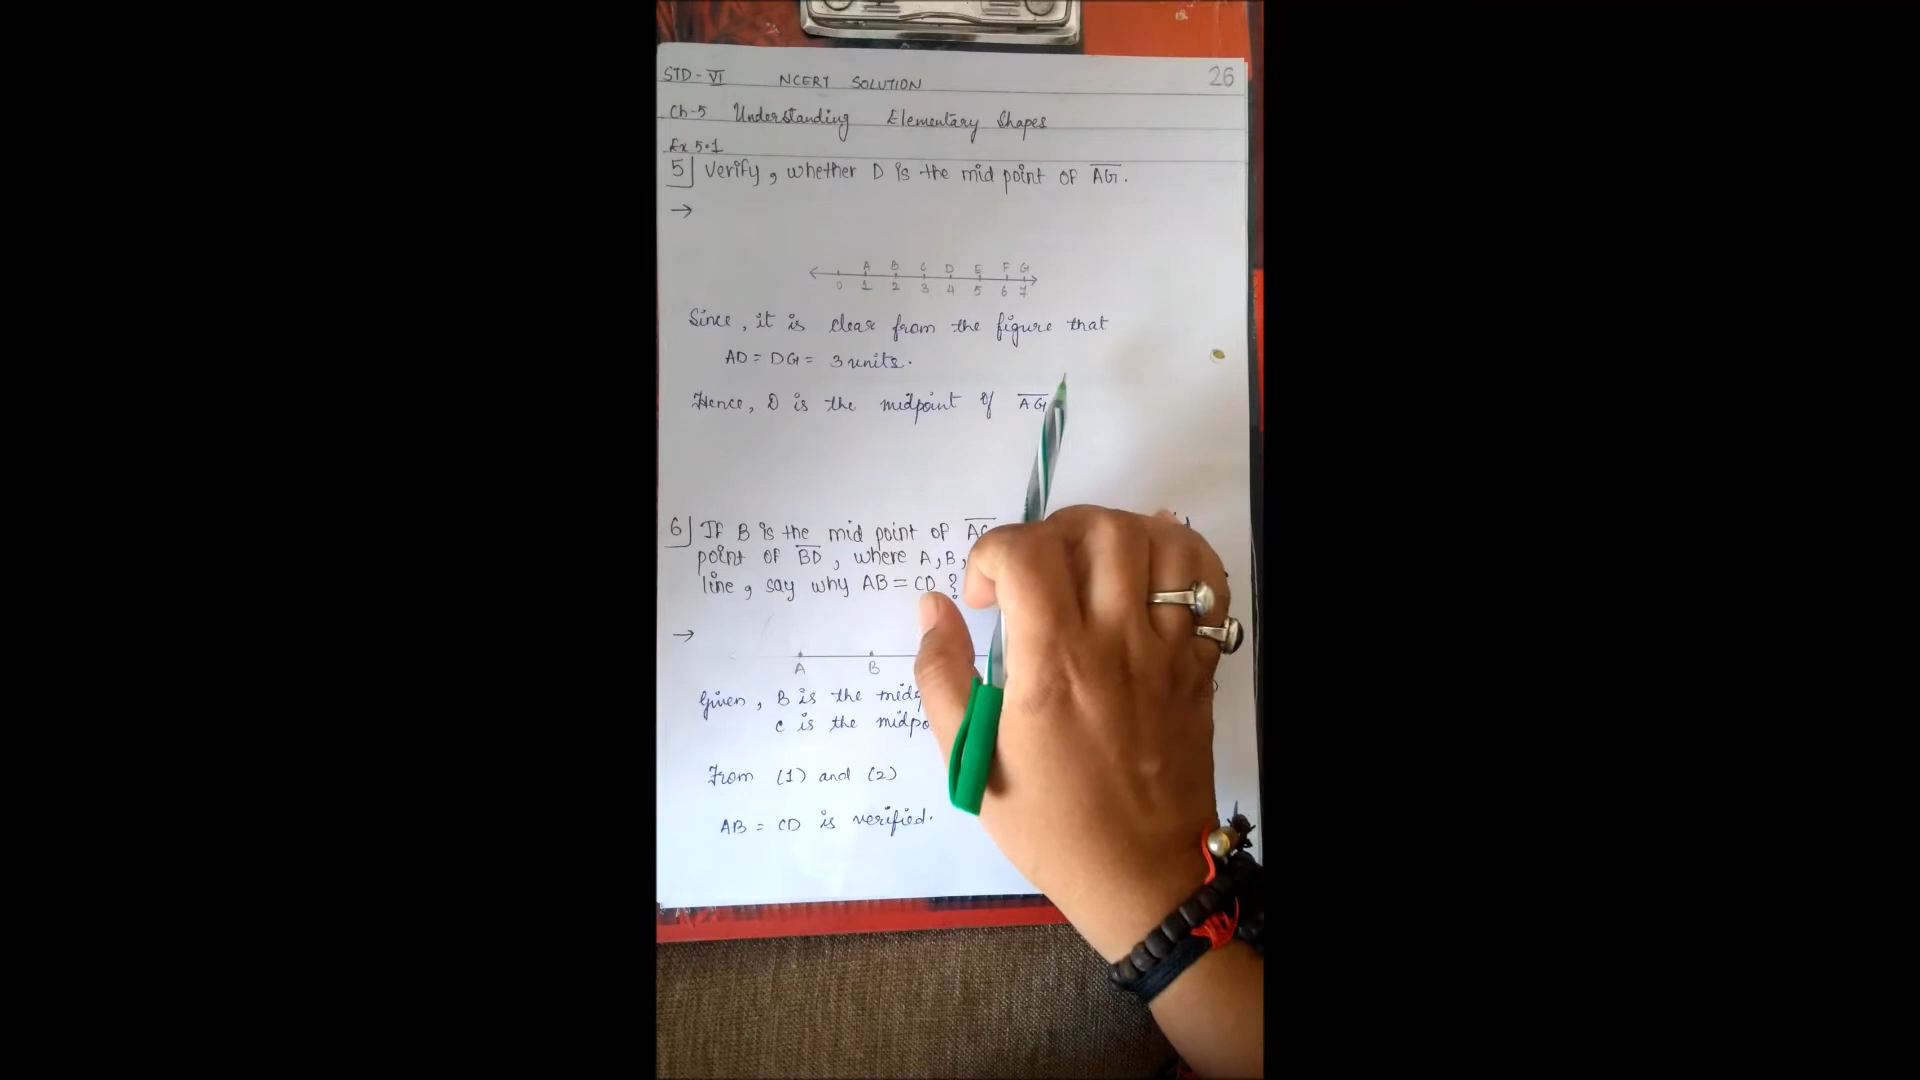 STD - VI NCERT SOLUTION 26
Ch-5 Understanding Elementary Shapes
Ex 5.1
5] Verify, whether D is the mid point of AG.
→
A B C D E F G
0 1 2 3 4 5 6 7
Since, it is clear from the figure that
AD = DG = 3 units.
Hence, D is the midpoint of AG
6] If B is the mid point of
point of BD, where A, B,
line, say why AB = CD ?
→
A B
Given, B is the
C is the
From (1) and (2)
AB = CD is verified.